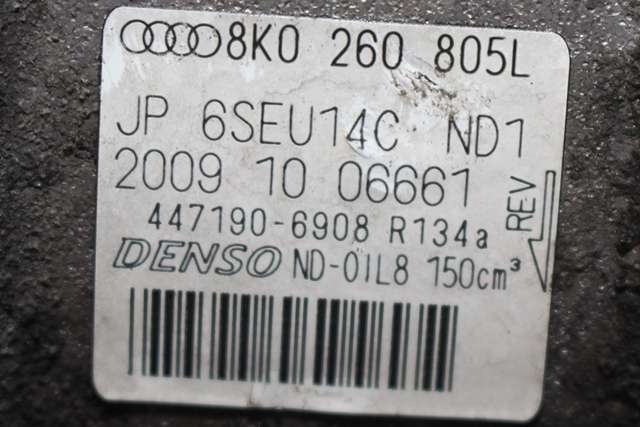 8K0 260 805L
JP 6SEU14C ND1
2009 10 06661
447190-6908 R134a
DENSO ND-OIL8 150cm³
REV